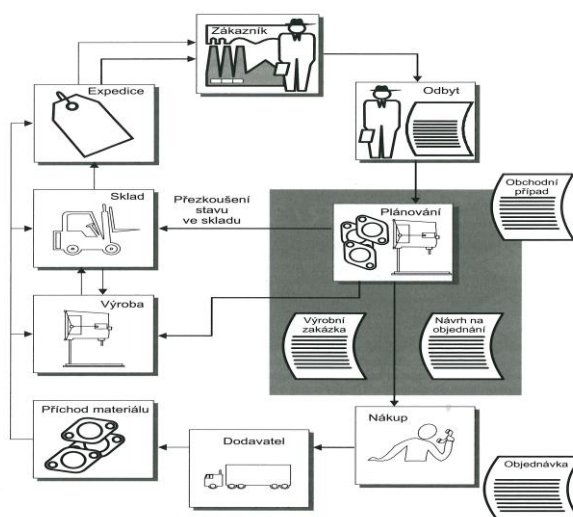 Zákazník
Expedice
Odbyt
Sklad
Přezkoušení
stavu
ve skladu
Plánování
Obchodní
případ
Výroba
Výrobní
zakázka
Návrh na
objednání
Příchod materiálu
Dodavatel
Nákup
Objednávka